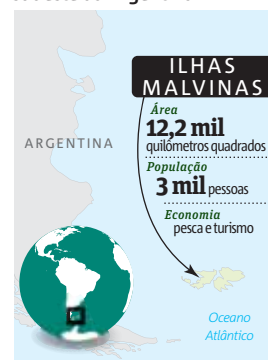 ILHAS
MALVINAS
Área
12,2 mil
quilômetros quadrados
População
3 mil pessoas
Economia
pesca e turismo
ARGENTINA
Oceano
Atlântico